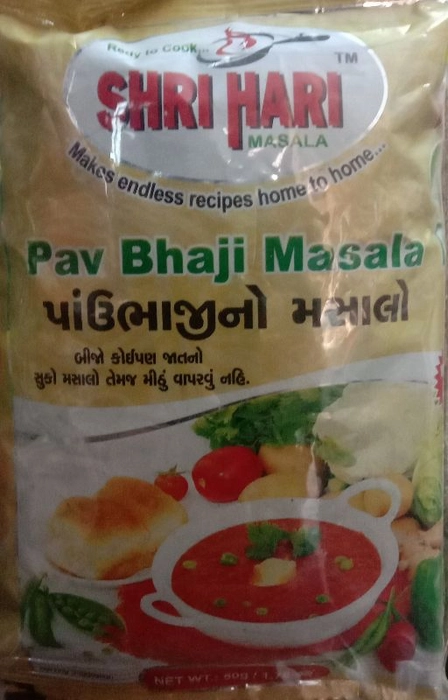 Ready to Cook...
SHRI HARI
TM
MASALA
Makes endless recipes home to home...
Pav Bhaji Masala
પાંઉભાજીનો મસાલો
બીજો કોઈપણ જાતનો
સુકો મસાલો તેમજ મીઠું વાપરવું નહિ.
NET WT.: 50g /